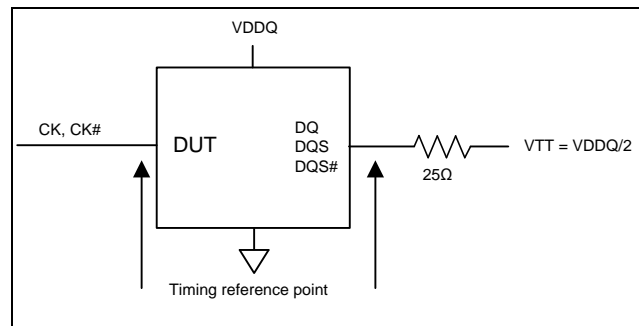 VDDQ
CK, CK#
DUT
DQ
DQS
DQS#
25Ω
VTT = VDDQ/2
Timing reference point